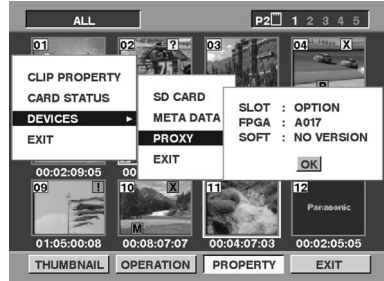 ALL
P2 1 2 3 4 5
01
02 ?
03
04 X
CLIP PROPERTY
CARD STATUS
DEVICES
EXIT
SD CARD
META DATA
PROXY
EXIT
SLOT : OPTION
FPGA : A017
SOFT : NO VERSION
OK
R
00:02:09:05
00
09 !
10 X
11
12
M
Panasonic
01:05:00:08
00:08:07:07
00:04:07:03
00:02:05:05
THUMBNAIL
OPERATION
PROPERTY
EXIT